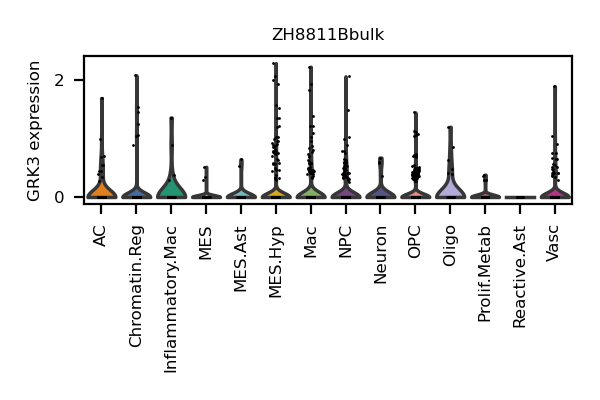 ZH8811Bbulk
GRK3 expression
2
0
AC
Chromatin.Reg
Inflammatory.Mac
MES
MES.Ast
MES.Hyp
Mac
NPC
Neuron
OPC
Oligo
Prolif.Metab
Reactive.Ast
Vasc